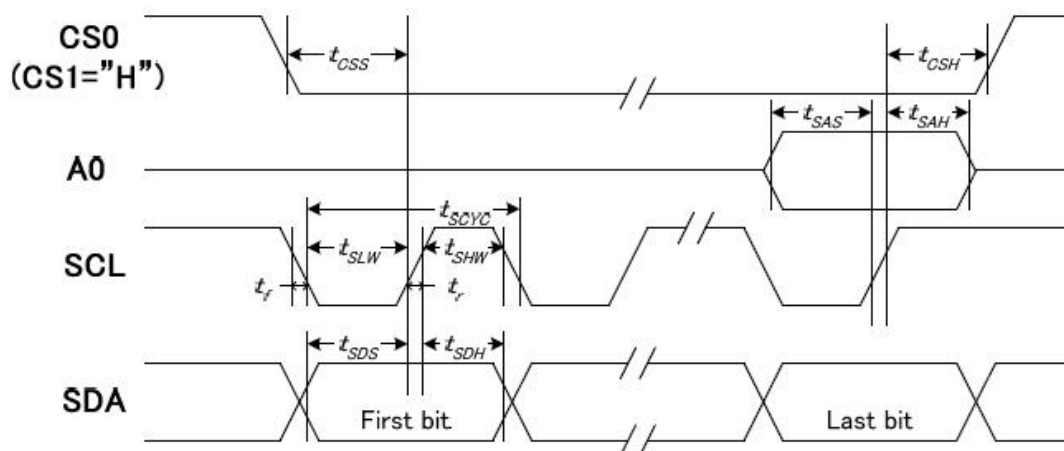 CS0
(CS1="H")
tCSS
tCSH
A0
tSAS
tSAH
SCL
tSCYC
tSLW
tSHW
tf
tr
SDA
tSDS
tSDH
First bit
Last bit